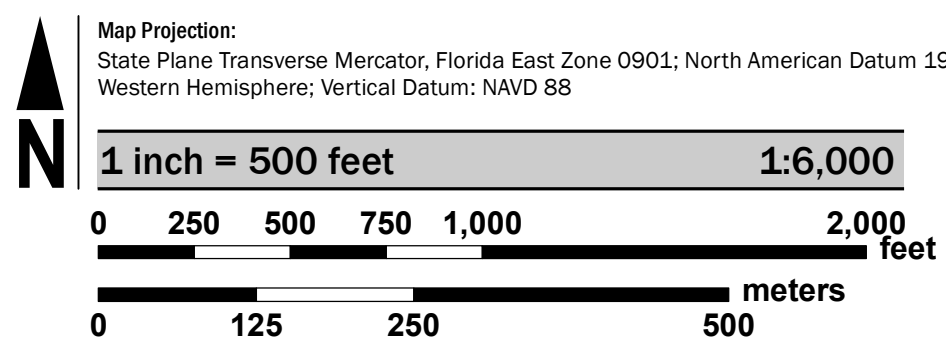 Map Projection:
State Plane Transverse Mercator, Florida East Zone 0901; North American Datum 19
Western Hemisphere; Vertical Datum: NAVD 88
N
1 inch = 500 feet 1:6,000
0 250 500 750 1,000 2,000
feet
meters
0 125 250 500